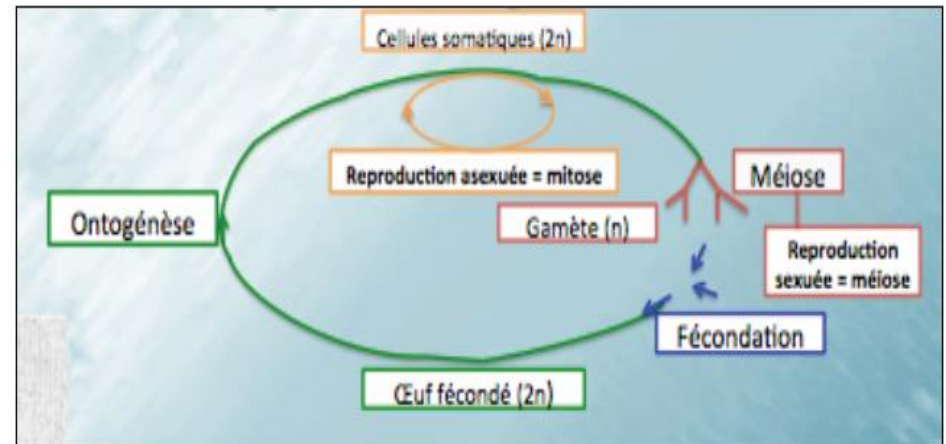 Cellules somatiques (2n)
Reproduction asexuée = mitose
Méiose
Ontogénèse
Gamète (n)
Reproduction
sexuée = méiose
Fécondation
Œuf fécondé (2n)